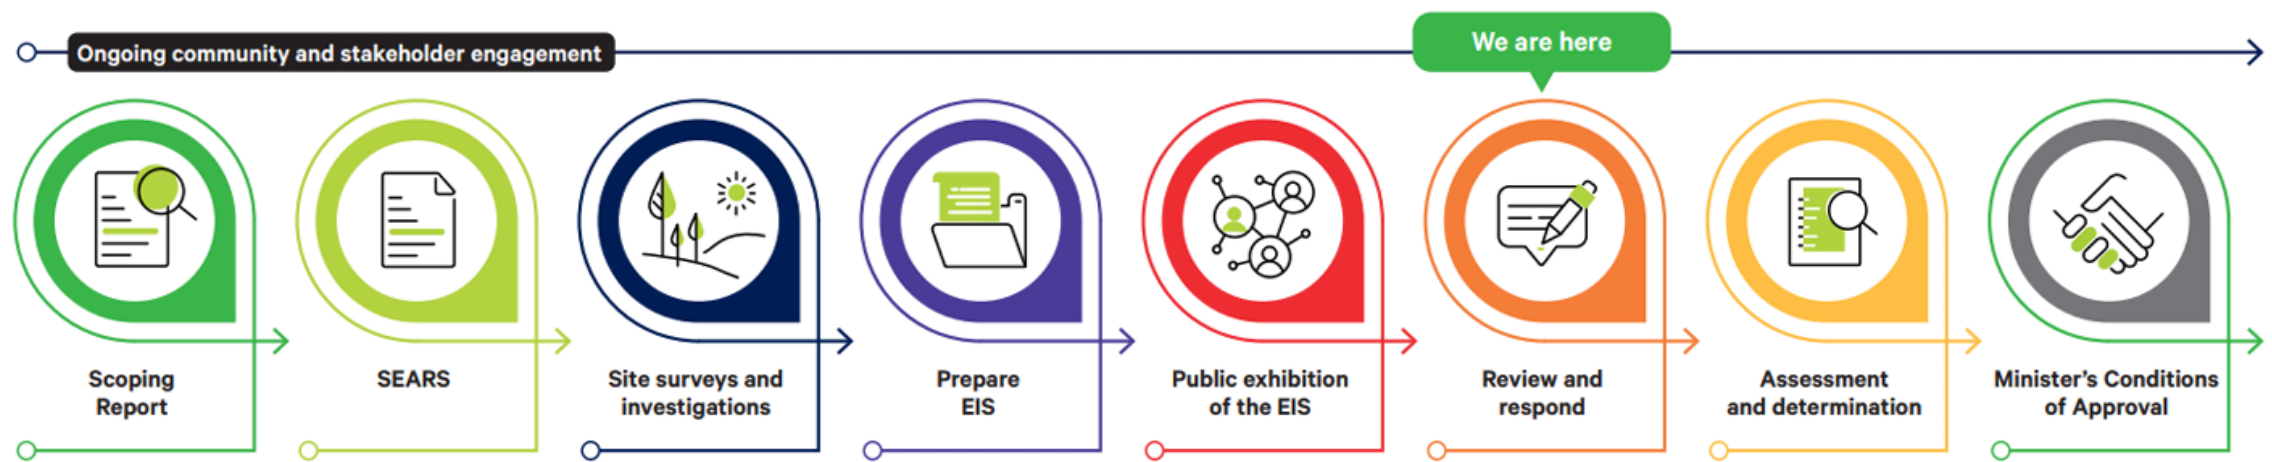 Ongoing community and stakeholder engagement
We are here
Scoping
Report
SEARS
Site surveys and
investigations
Prepare
EIS
Public exhibition
of the EIS
Review and
respond
Assessment
and determination
Minister’s Conditions
of Approval